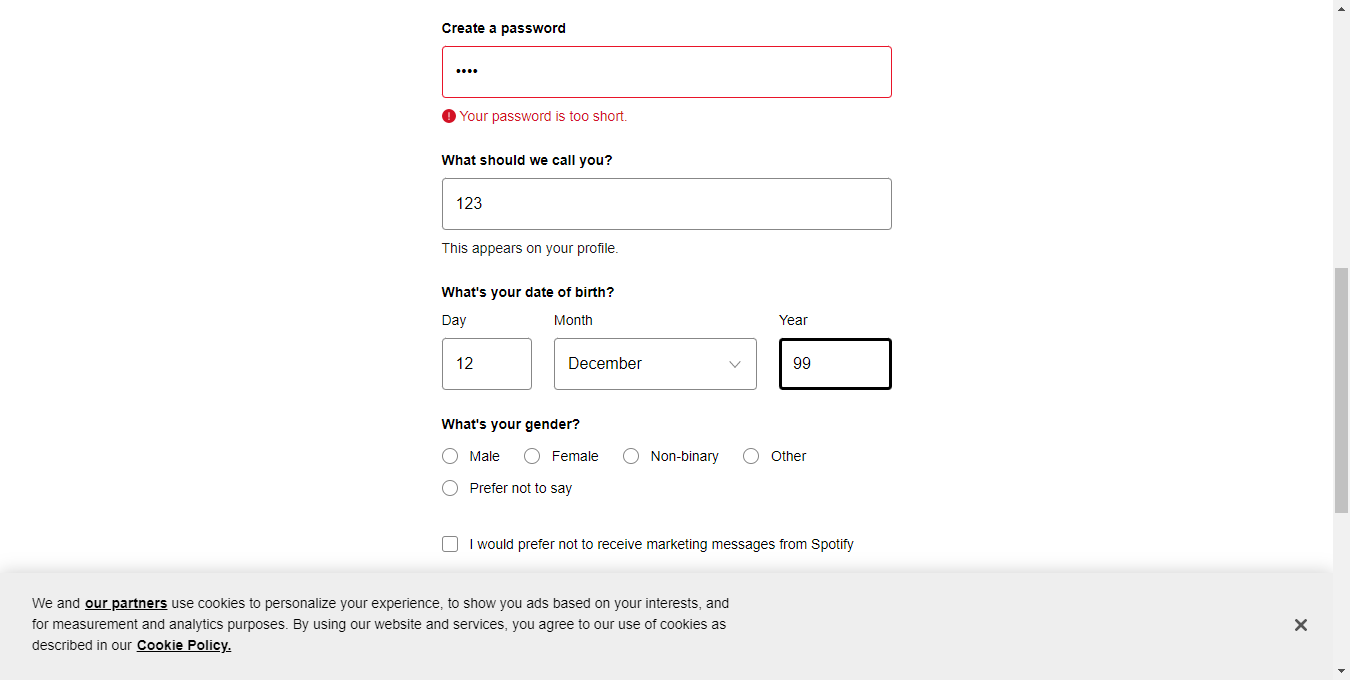 Create a password
••••
Your password is too short.
What should we call you?
123
This appears on your profile.
What's your date of birth?
Day Month Year
12 December 99
What's your gender?
Male Female Non-binary Other
Prefer not to say
I would prefer not to receive marketing messages from Spotify
We and our partners use cookies to personalize your experience, to show you ads based on your interests, and
for measurement and analytics purposes. By using our website and services, you agree to our use of cookies as
described in our Cookie Policy.